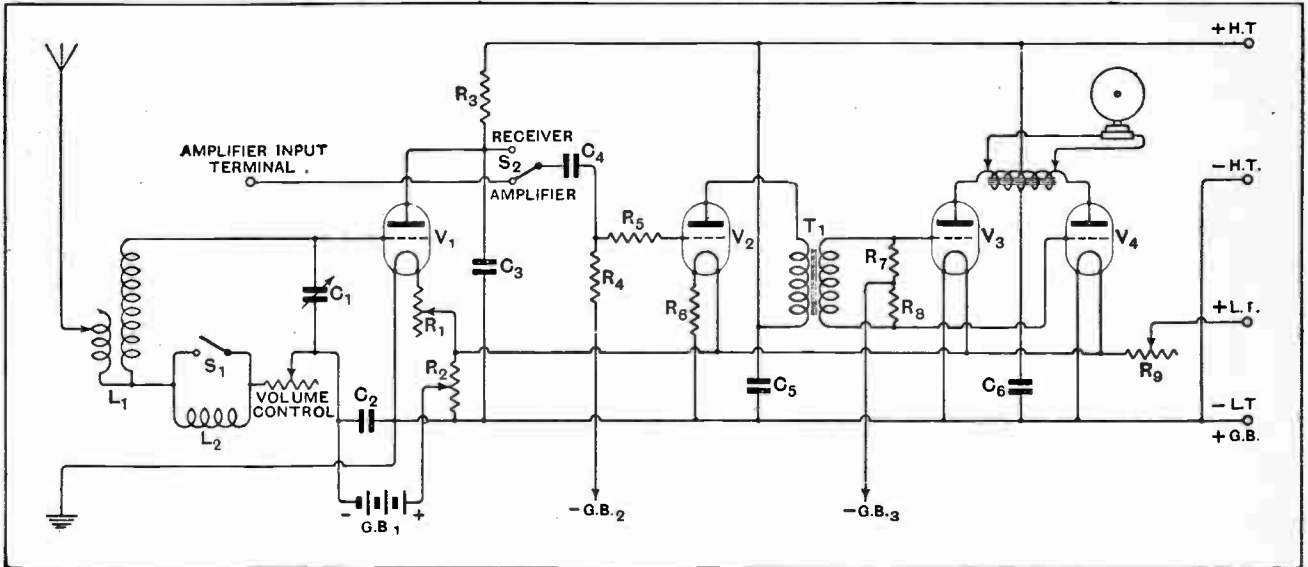 + H.T
R3
RECEIVER
S2
C4
AMPLIFIER INPUT
TERMINAL
AMPLIFIER
- H.T.
V1
R5
V2
T1
V3
V4
C1
C3
R4
R7
R1
R6
R8
+ L.T.
S1
R2
R9
L1
VOLUME
CONTROL
C2
C5
C6
L2
- L.T
+ G.B.
- +
G.B1
-G.B.2
-G.B.3